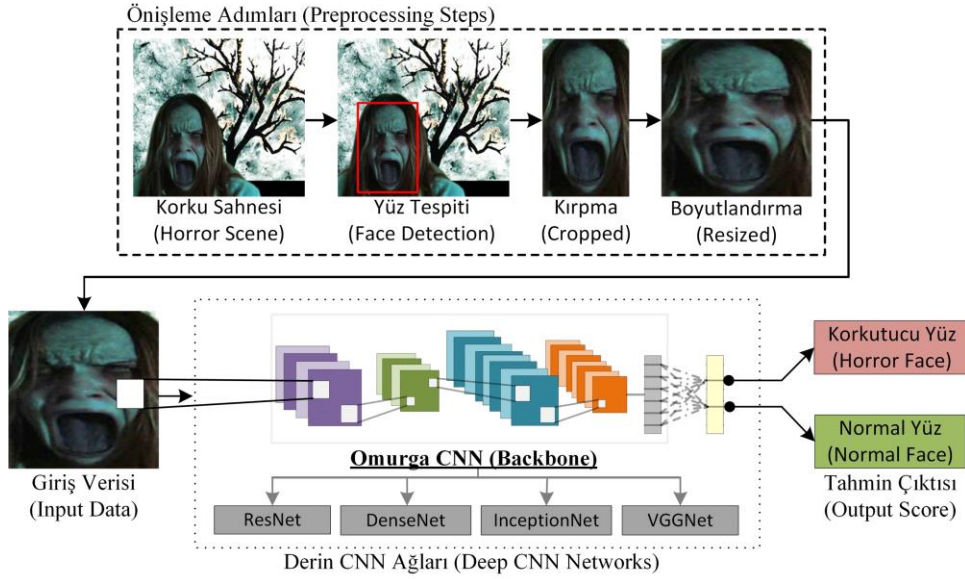 Önişleme Adımları (Preprocessing Steps)
Korku Sahnesi
(Horror Scene)
Yüz Tespiti
(Face Detection)
Kırpma
(Cropped)
Boyutlandırma
(Resized)
Giriş Verisi
(Input Data)
Omurga CNN (Backbone)
ResNet
DenseNet
InceptionNet
VGGNet
Derin CNN Ağları (Deep CNN Networks)
Korkutucu Yüz
(Horror Face)
Normal Yüz
(Normal Face)
Tahmin Çıktısı
(Output Score)